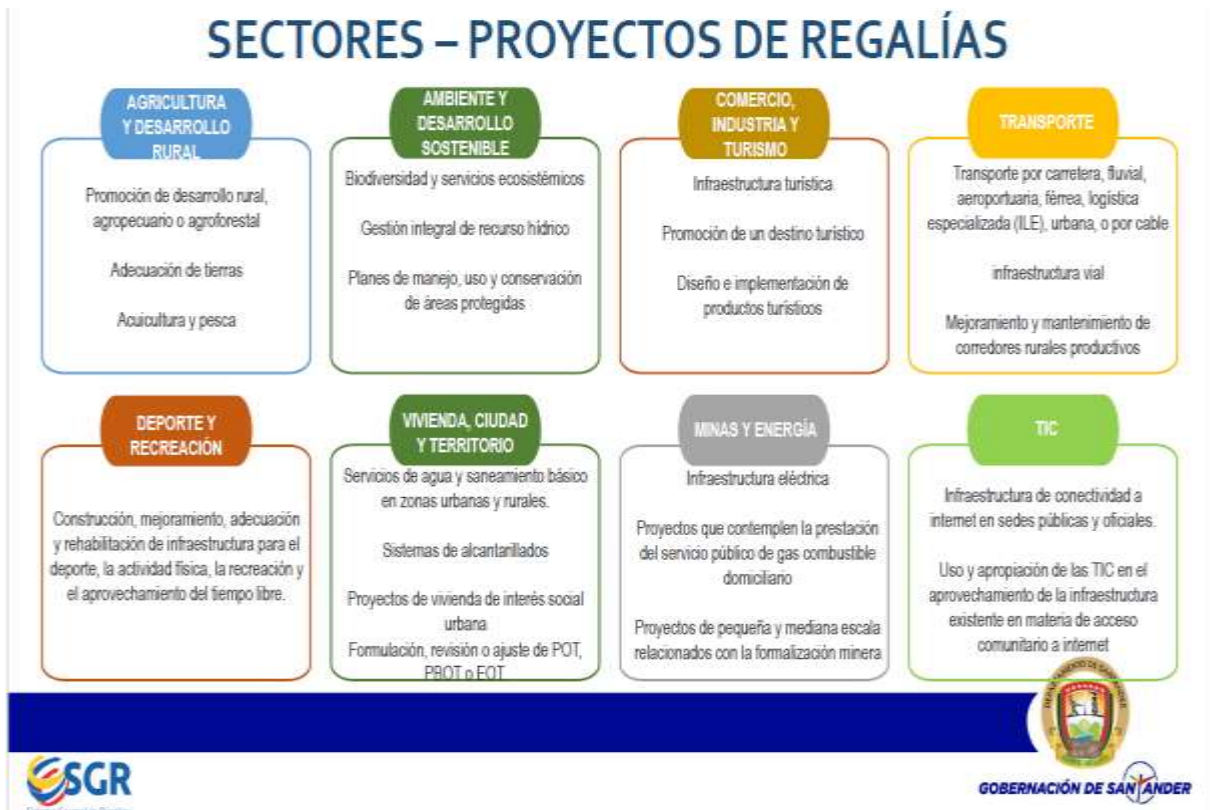 SECTORES – PROYECTOS DE REGALÍAS
AGRICULTURA
Y DESARROLLO
RURAL
Promoción de desarrollo rural,
agropecuario o agroforestal
Adecuación de tierras
Acuicultura y pesca
AMBIENTE Y
DESARROLLO
SOSTENIBLE
Biodiversidad y servicios ecosistémicos
Gestión integral de recurso hídrico
Planes de manejo, uso y conservación
de áreas protegidas
COMERCIO,
INDUSTRIA Y
TURISMO
Infraestructura turística
Promoción de un destino turístico
Diseño e implementación de
productos turísticos
TRANSPORTE
Transporte por carretera, fluvial,
aeroportuaria, férrea, logística
especializada (ILE), urbana, o por cable
infraestructura vial
Mejoramiento y mantenimiento de
corredores rurales productivos
DEPORTE Y
RECREACIÓN
Construcción, mejoramiento, adecuación
y rehabilitación de infraestructura para el
deporte, la actividad física, la recreación y
el aprovechamiento del tiempo libre.
VIVIENDA, CIUDAD
Y TERRITORIO
Servicios de agua y saneamiento básico
en zonas urbanas y rurales.
Sistemas de alcantarillados
Proyectos de vivienda de interés social
urbana
Formulación, revisión o ajuste de POT,
PBOT o EOT
MINAS Y ENERGÍA
Infraestructura eléctrica
Proyectos que contemplen la prestación
del servicio público de gas combustible
domiciliario
Proyectos de pequeña y mediana escala
relacionados con la formalización minera
TIC
Infraestructura de conectividad a
internet en sedes públicas y oficiales.
Uso y apropiación de las TIC en el
aprovechamiento de la infraestructura
existente en materia de acceso
comunitario a internet
DEPARTAMENTO DE SANTANDER
SGR
GOBERNACIÓN DE SANTANDER